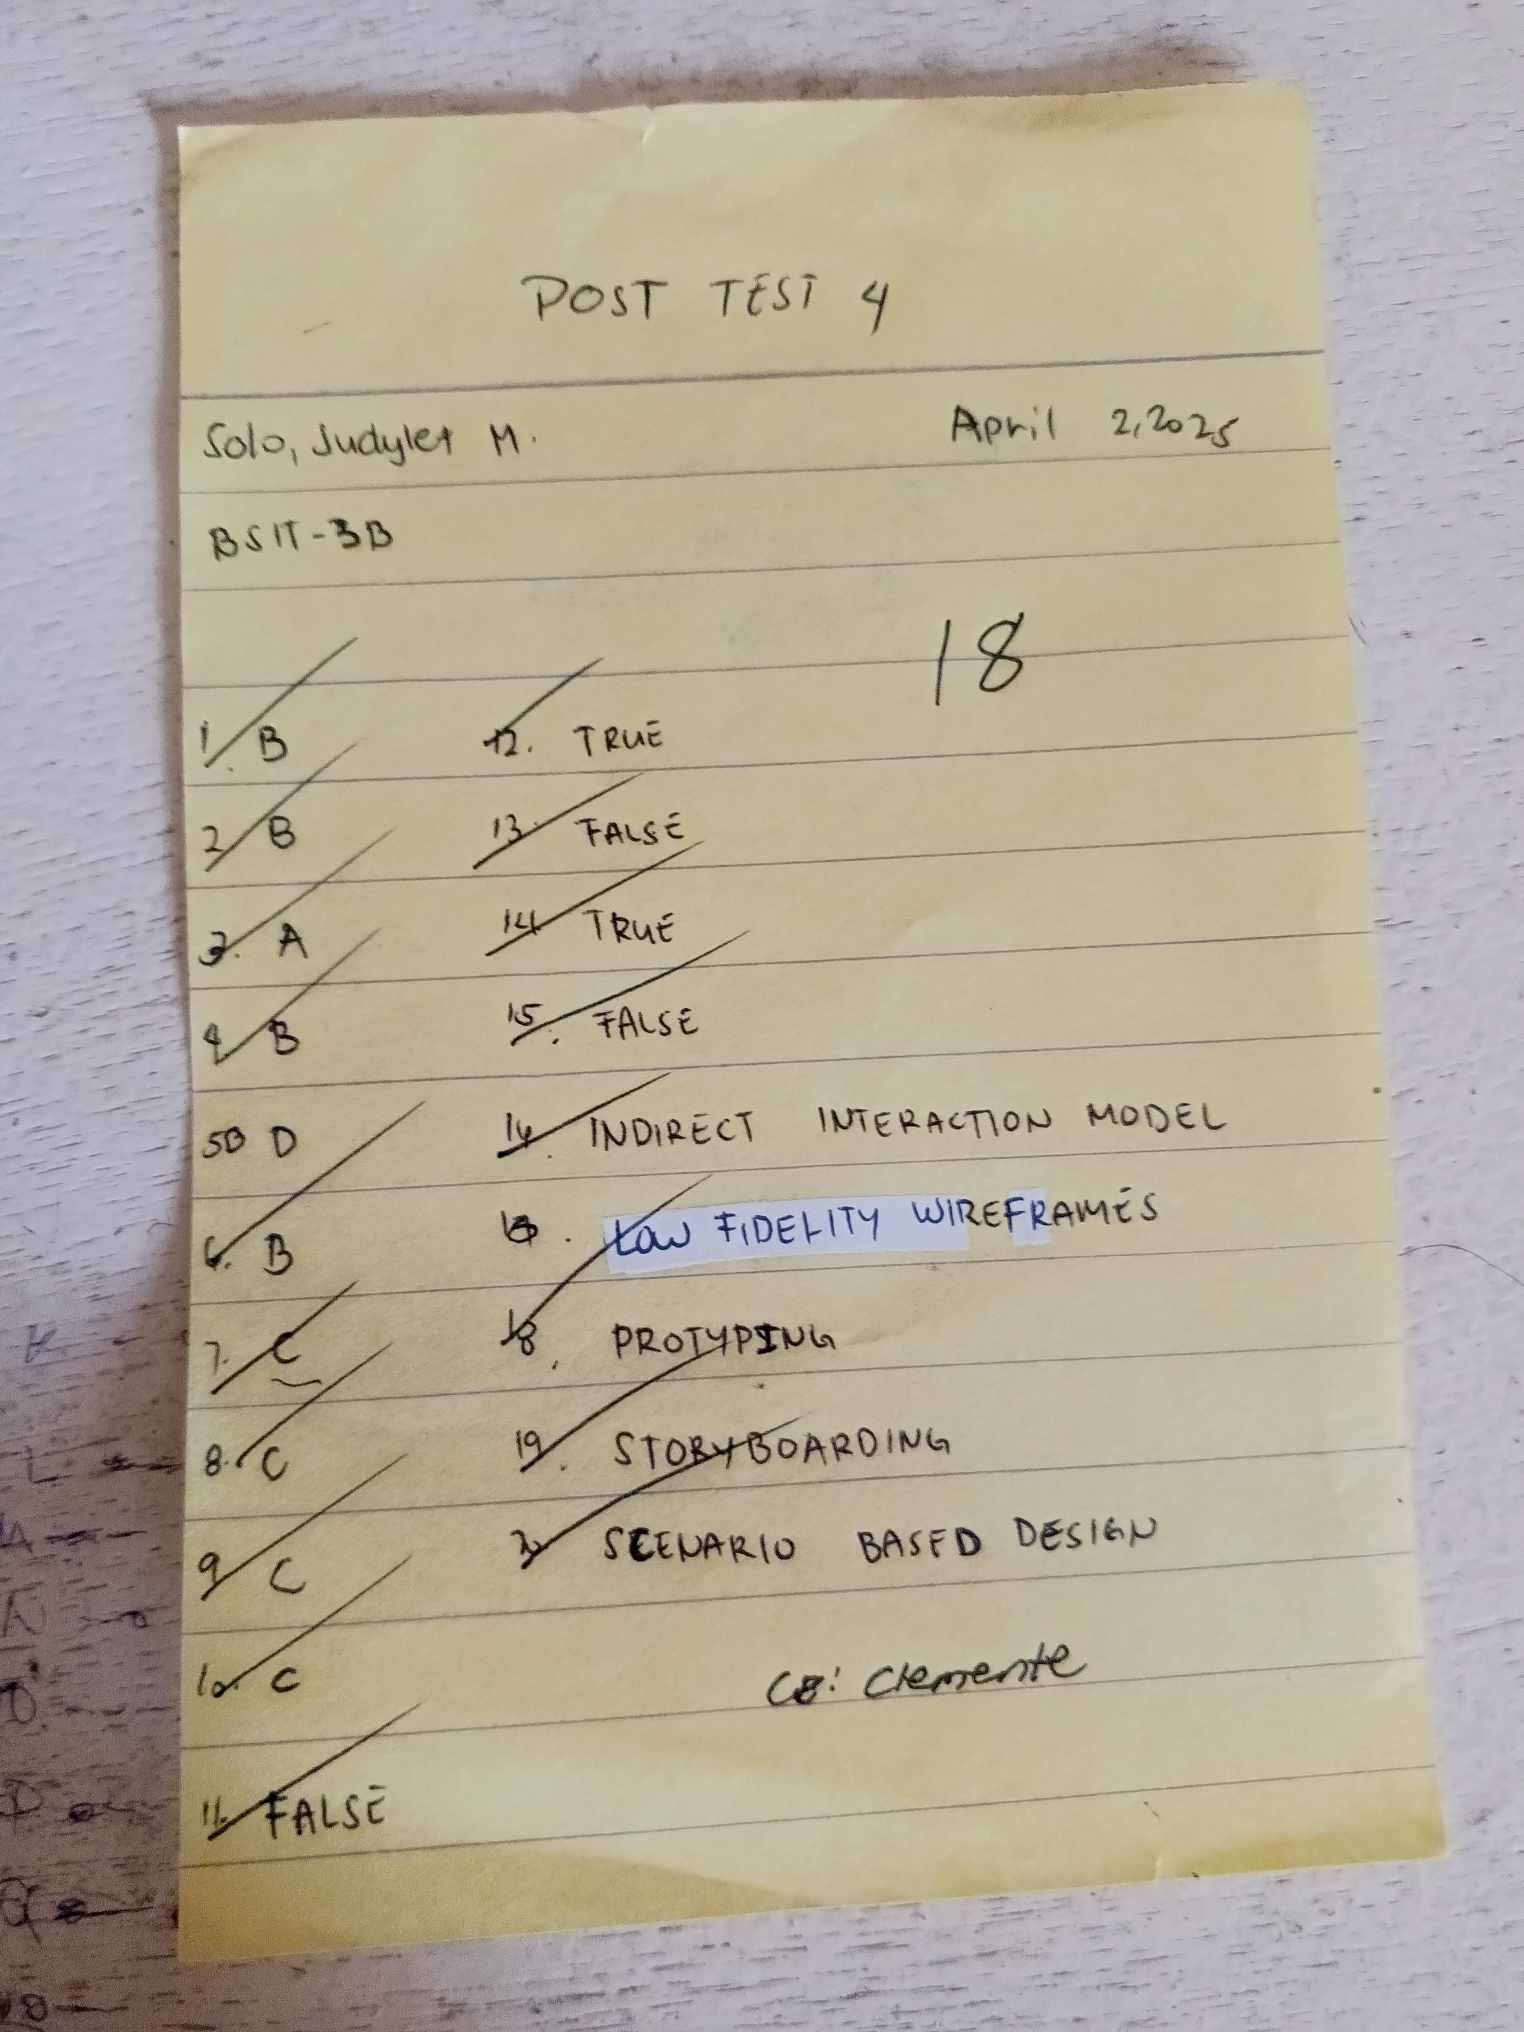 POST TEST 4
Solo, Judylet M. April 2, 2025
BSIT-3B
18
1. B
2. B
3. A
4. B
5. D
6. B
7. C
8. C
9. C
10. C
11. FALSE
12. TRUE
13. FALSE
14. TRUE
15. FALSE
16. INDIRECT INTERACTION MODEL
LOW FIDELITY WIREFRAMES
18. PROTYPING
19. STORYBOARDING
20 SCENARIO BASED DESIGN
CB: Clemente